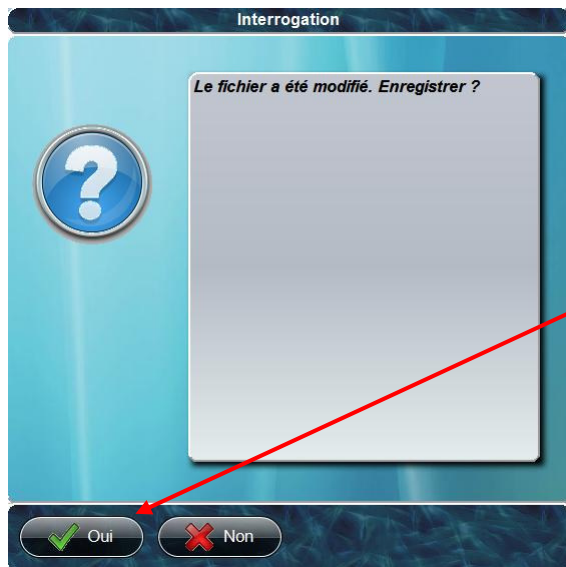 Interrogation
Le fichier a été modifié. Enregistrer ?
Oui
Non